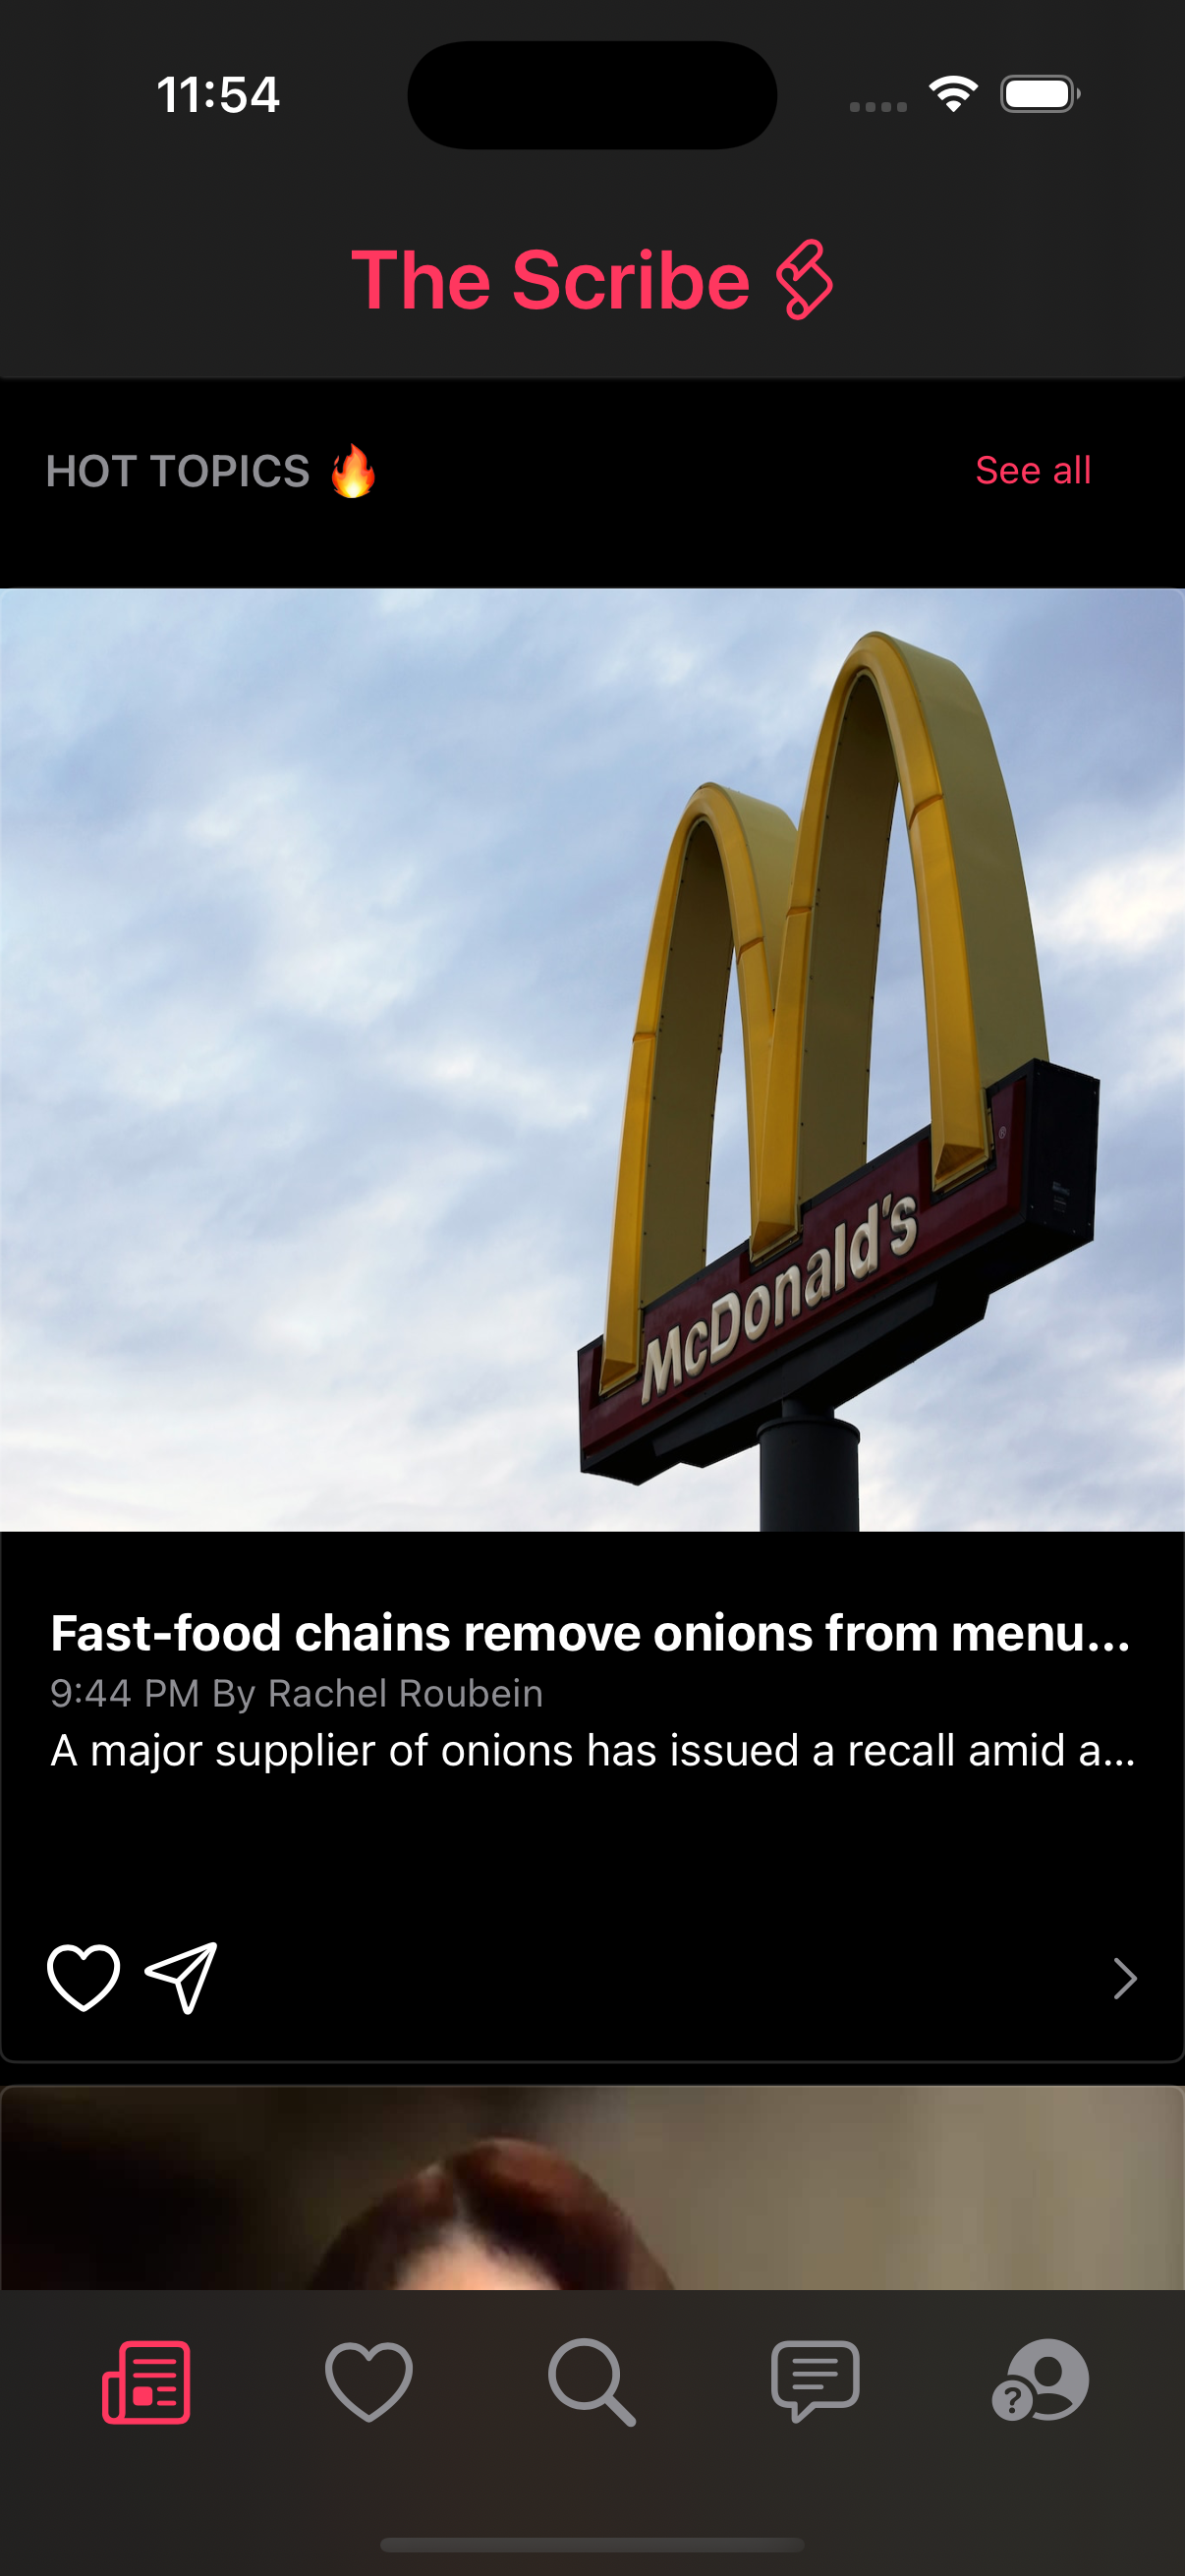 11:54
The Scribe
HOT TOPICS 🔥
See all
McDonald's
Fast-food chains remove onions from menu...
9:44 PM By Rachel Roubein
A major supplier of onions has issued a recall amid a...